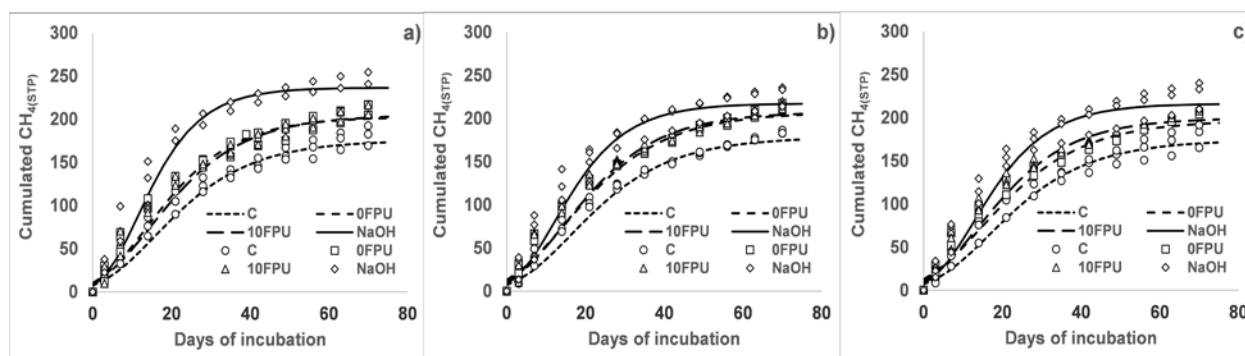 a)
300
250
200
150
100
50
0
Cumulated CH4(STP)
C
0FPU
10FPU
NaOH
C
0FPU
10FPU
NaOH
0
20
40
60
80
Days of incubation
b)
300
250
200
150
100
50
0
Cumulated CH4(STP)
C
0FPU
10FPU
NaOH
C
0FPU
10FPU
NaOH
0
20
40
60
80
Days of incubation
c
300
250
200
150
100
50
0
Cumulated CH4(STP)
C
0FPU
10FPU
NaOH
C
0FPU
10FPU
NaOH
0
20
40
60
80
Days of incubation